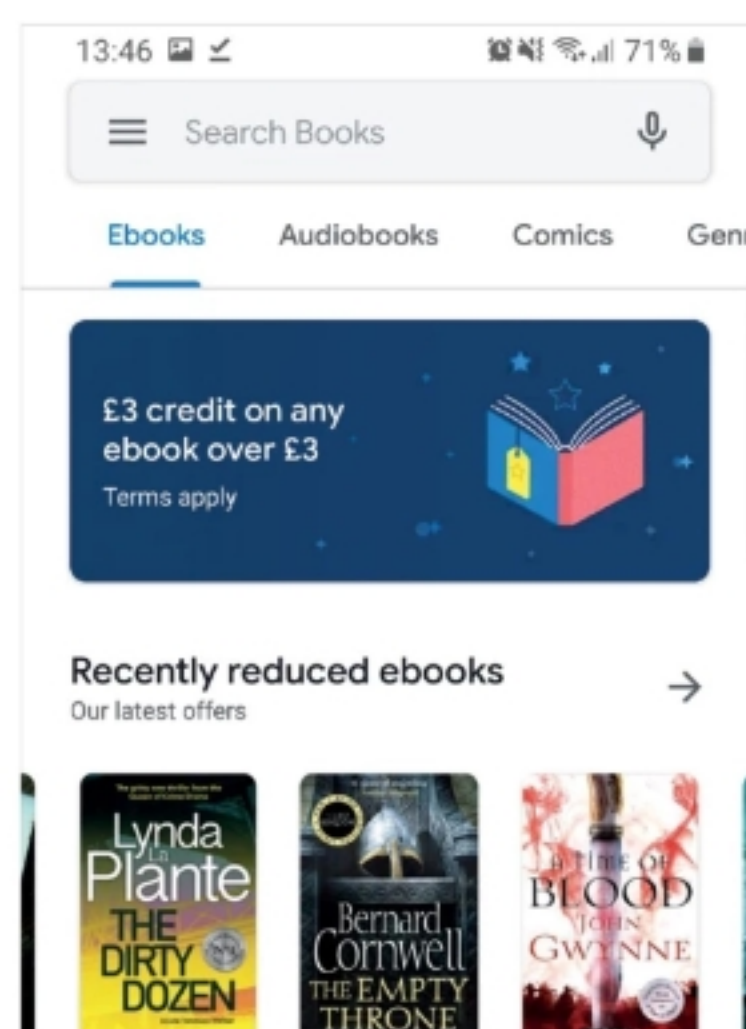 13:46 71%
Search Books
Ebooks Audiobooks Comics Genr
£3 credit on any
ebook over £3
Terms apply
Recently reduced ebooks
Our latest offers
Lynda
La
Plante
THE
DIRTY
DOZEN
Bernard
Cornwell
THE EMPTY
THRONE
A TIME OF
BLOOD
JOHN
GWYNNE